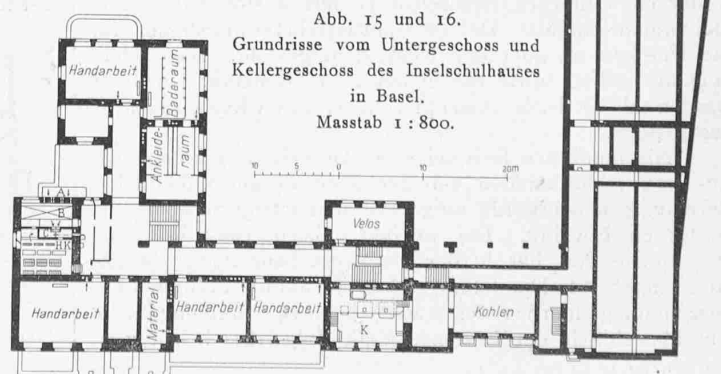 Abb. 15 und 16.
Grundrisse vom Untergeschoss und
Kellergeschoss des Inselschulhauses
in Basel.
Masstab 1 : 800.
10 5 0 10 20m
Handarbeit
Baderaum
Ankleide-
raum
A
B
V
C
HK
Velos
Handarbeit
Material
Handarbeit
Handarbeit
K
Kohlen